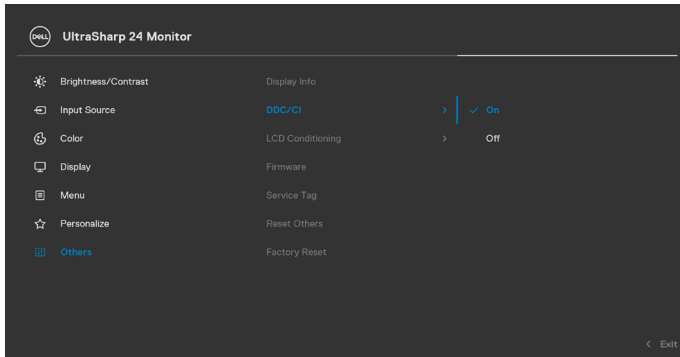 DELL UltraSharp 24 Monitor
Brightness/Contrast
Display Info
Input Source
DDC/CI
On
Color
LCD Conditioning
Off
Display
Firmware
Menu
Service Tag
Personalize
Reset Others
Others
Factory Reset
Exit